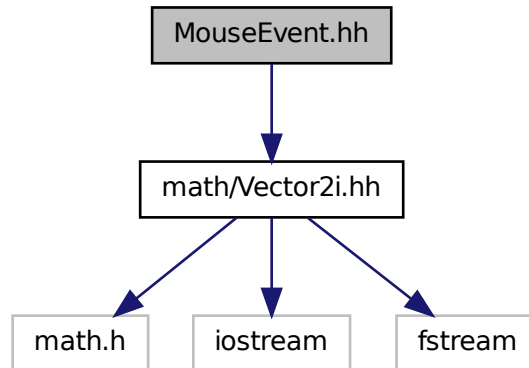 MouseEvent.hh
math/Vector2i.hh
math.h
iostream
fstream